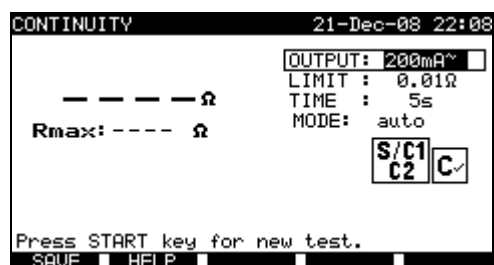 CONTINUITY 21-Dec-08 22:08
OUTPUT: 200mA~
LIMIT : 0.01Ω
TIME : 5s
MODE: auto
– – – – Ω
Rmax: - - - - Ω
S/C1
C2
C✓
Press START key for new test.
SAVE HELP